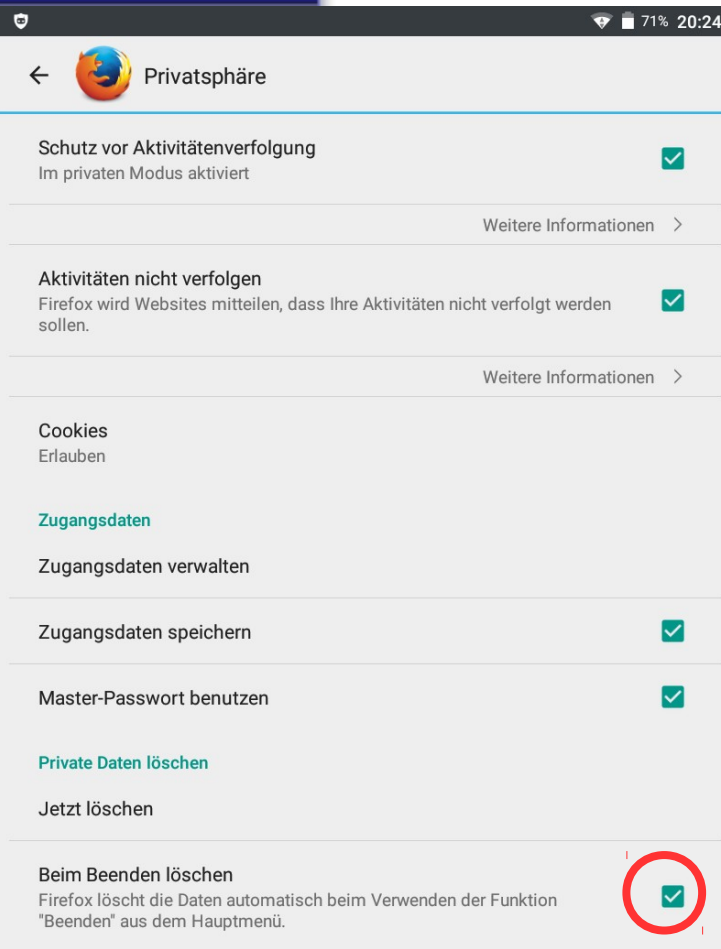 71% 20:24
Privatsphäre
Schutz vor Aktivitätenverfolgung
Im privaten Modus aktiviert
Weitere Informationen
Aktivitäten nicht verfolgen
Firefox wird Websites mitteilen, dass Ihre Aktivitäten nicht verfolgt werden
sollen.
Weitere Informationen
Cookies
Erlauben
Zugangsdaten
Zugangsdaten verwalten
Zugangsdaten speichern
Master-Passwort benutzen
Private Daten löschen
Jetzt löschen
Beim Beenden löschen
Firefox löscht die Daten automatisch beim Verwenden der Funktion
"Beenden" aus dem Hauptmenü.